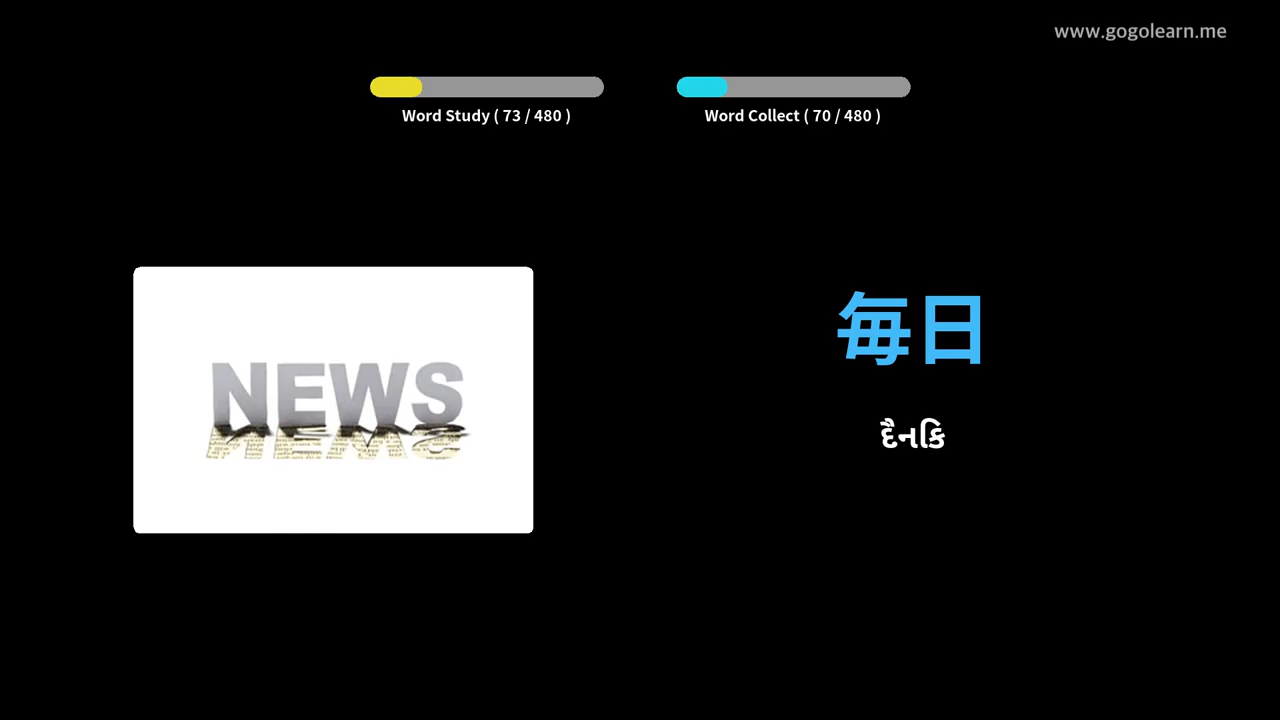 www.gogolearn.me
Word Study ( 73 / 480 )
Word Collect ( 70 / 480 )
NEWS
毎日
દૈનિક